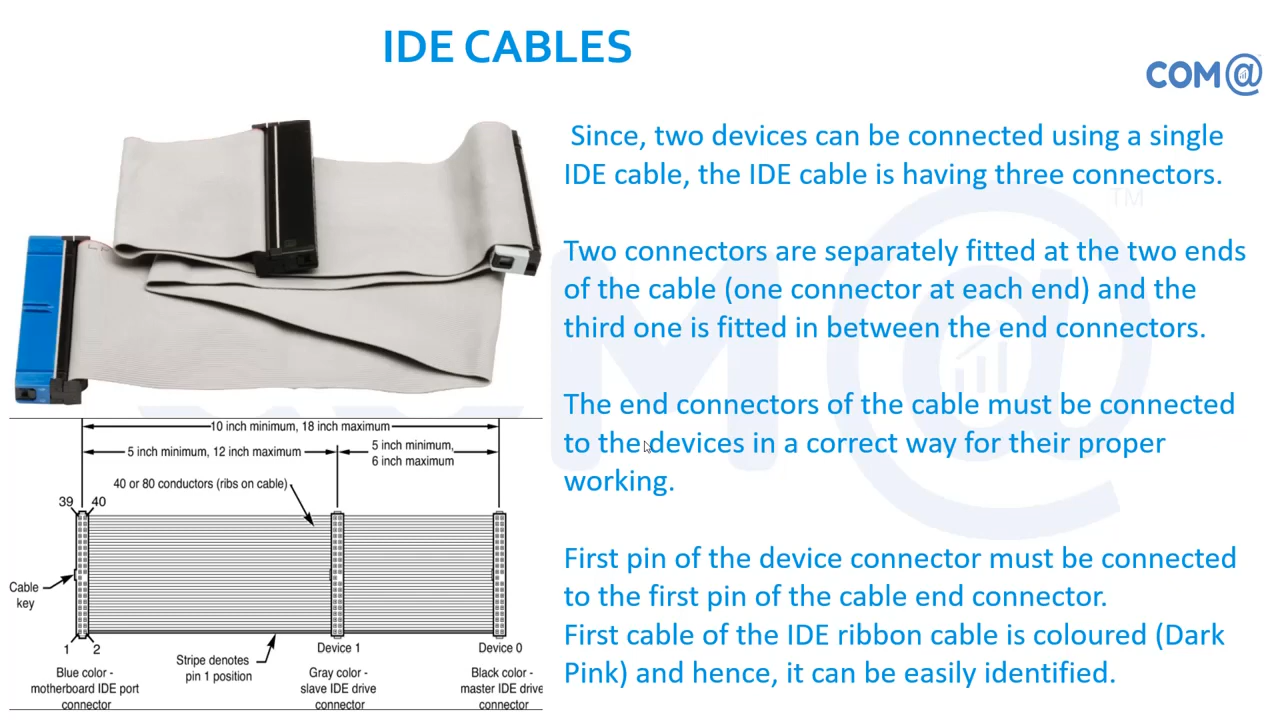 IDE CABLES
COM@
Since, two devices can be connected using a single
IDE cable, the IDE cable is having three connectors.
TM
Two connectors are separately fitted at the two ends
of the cable (one connector at each end) and the
third one is fitted in between the end connectors.
The end connectors of the cable must be connected
to the devices in a correct way for their proper
working.
First pin of the device connector must be connected
to the first pin of the cable end connector.
First cable of the IDE ribbon cable is coloured (Dark
Pink) and hence, it can be easily identified.
10 inch minimum, 18 inch maximum
5 inch minimum, 12 inch maximum
5 inch minimum,
6 inch maximum
40 or 80 conductors (ribs on cable)
39 40
Cable
key
1 2
Stripe denotes
pin 1 position
Device 1
Device 0
Blue color -
motherboard IDE port
connector
Gray color -
slave IDE drive
connector
Black color -
master IDE drive
connector